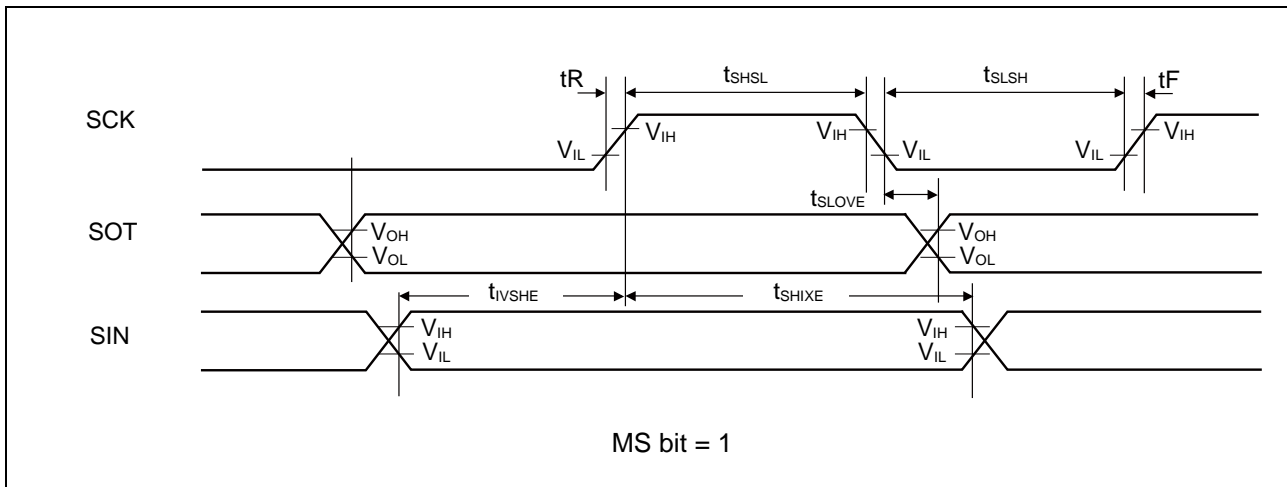 tR tSHSL tSLSH tF
SCK
VIH VIH VIH
VIL VIL VIL
tSLOVE
SOT
VOH VOH
VOL VOL
tIVSHE tSHIXE
SIN
VIH VIH
VIL VIL
MS bit = 1